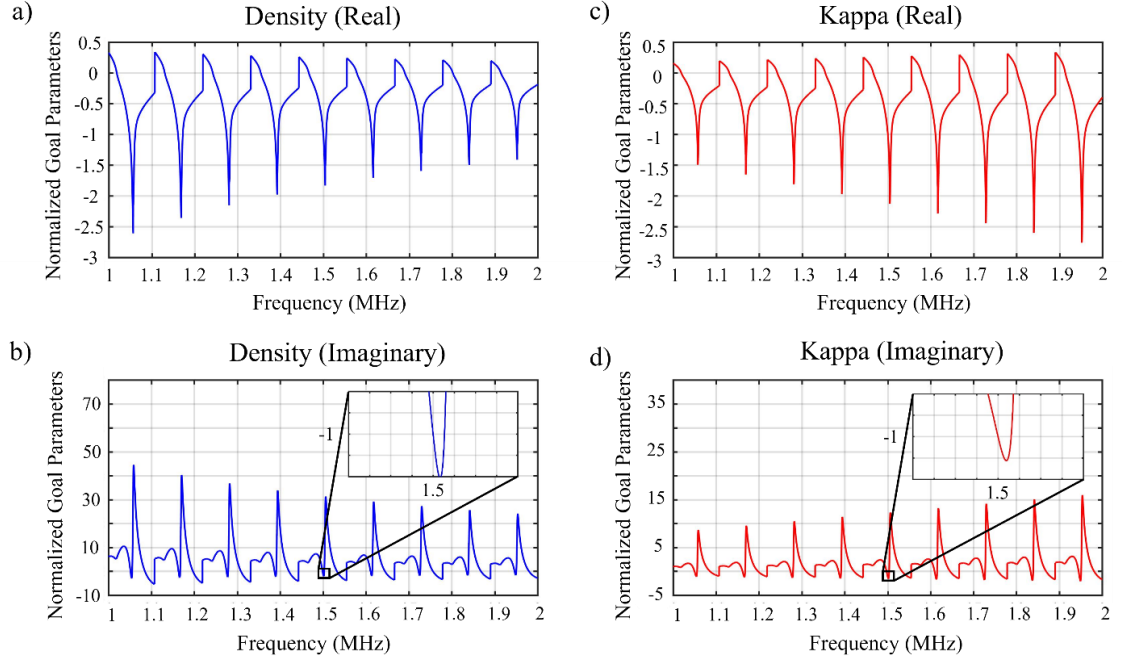 a)
Density (Real)
Normalized Goal Parameters
0.5
0
-0.5
-1
-1.5
-2
-2.5
-3
1 1.1 1.2 1.3 1.4 1.5 1.6 1.7 1.8 1.9 2
Frequency (MHz)
c)
Kappa (Real)
Normalized Goal Parameters
0.5
0
-0.5
-1
-1.5
-2
-2.5
-3
1 1.1 1.2 1.3 1.4 1.5 1.6 1.7 1.8 1.9 2
Frequency (MHz)
b)
Density (Imaginary)
Normalized Goal Parameters
70
50
30
10
-10
-1
1.5
1 1.1 1.2 1.3 1.4 1.5 1.6 1.7 1.8 1.9 2
Frequency (MHz)
d)
Kappa (Imaginary)
Normalized Goal Parameters
35
25
15
5
-5
-1
1.5
1 1.1 1.2 1.3 1.4 1.5 1.6 1.7 1.8 1.9 2
Frequency (MHz)